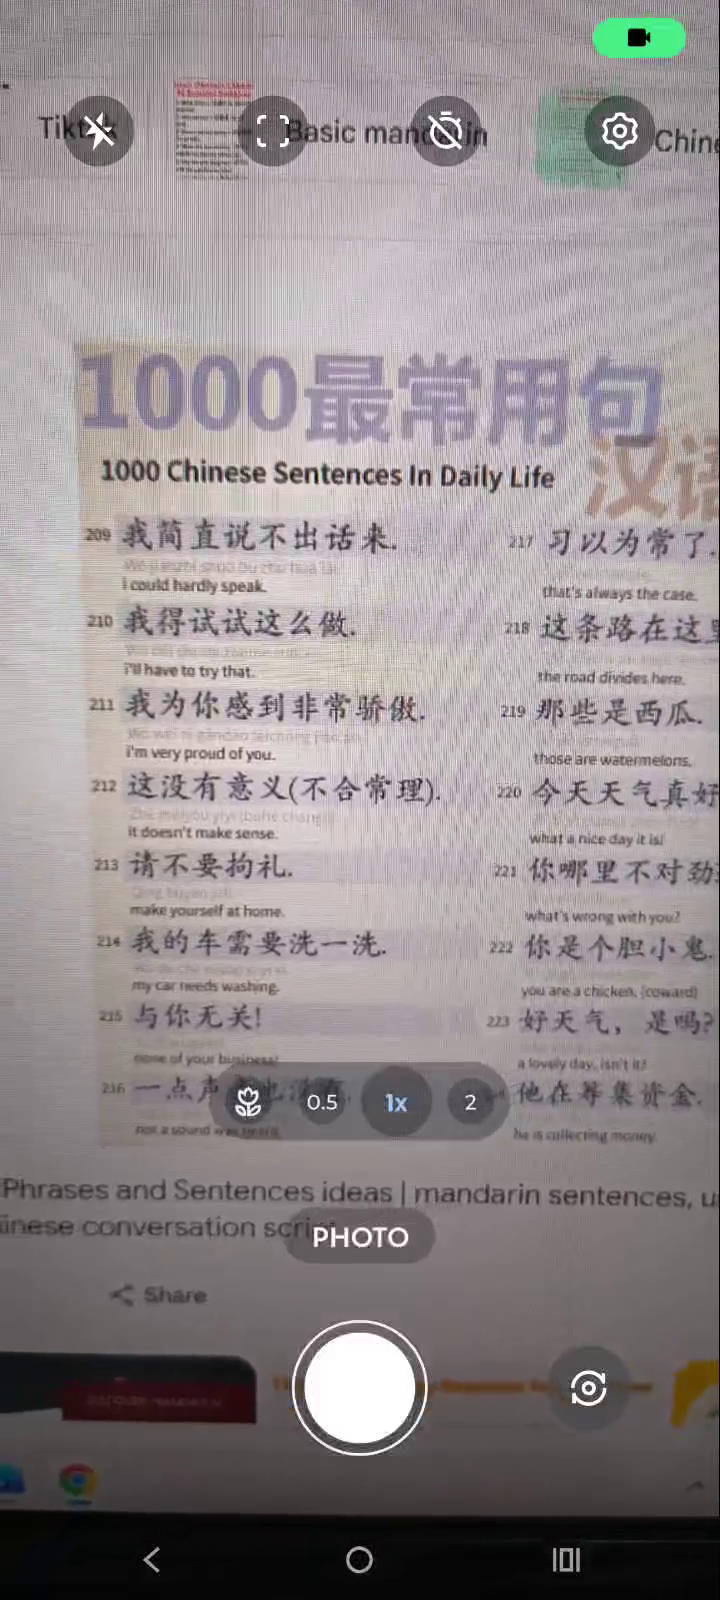 Basic mandarin
1000最常用句
汉语
1000 Chinese Sentences In Daily Life
209 我简直说不出话来.
i could hardly speak.
210 我得试试这么做.
i'll have to try that.
211 我为你感到非常骄傲.
i'm very proud of you.
212 这没有意义(不合常理).
it doesn't make sense.
213 请不要拘礼.
make yourself at home.
214 我的车需要洗一洗.
my car needs washing.
215 与你无关!
none of your business!
216 一点声
not a sound was heard.
217 习以为常了.
that's always the case.
218 这条路在这里
the road divides here.
219 那些是西瓜.
those are watermelons.
220 今天天气真好
what a nice day it is!
221 你哪里不对劲
what's wrong with you?
222 你是个胆小鬼.
you are a chicken. (coward)
223 好天气，是吗?
a lovely day, isn't it?
他在筹集资金.
he is collecting money.
0.5 1x 2
Phrases and Sentences ideas | mandarin sentences, u
inese conversation
PHOTO
Share